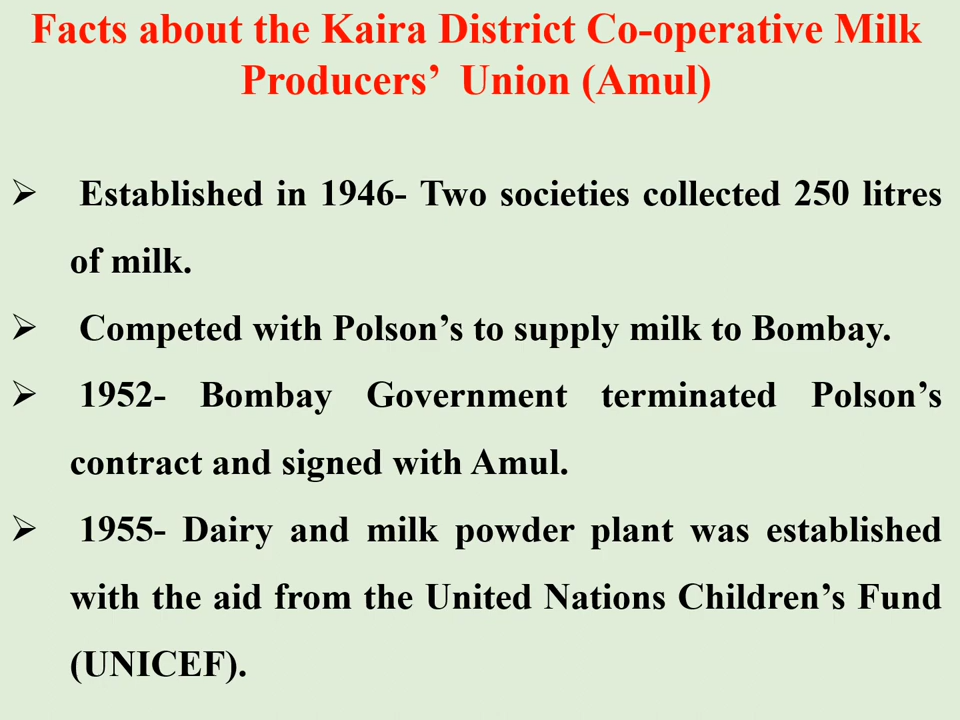 Facts about the Kaira District Co-operative Milk
Producers’ Union (Amul)
➢ Established in 1946- Two societies collected 250 litres
of milk.
➢ Competed with Polson’s to supply milk to Bombay.
➢ 1952- Bombay Government terminated Polson’s
contract and signed with Amul.
➢ 1955- Dairy and milk powder plant was established
with the aid from the United Nations Children’s Fund
(UNICEF).